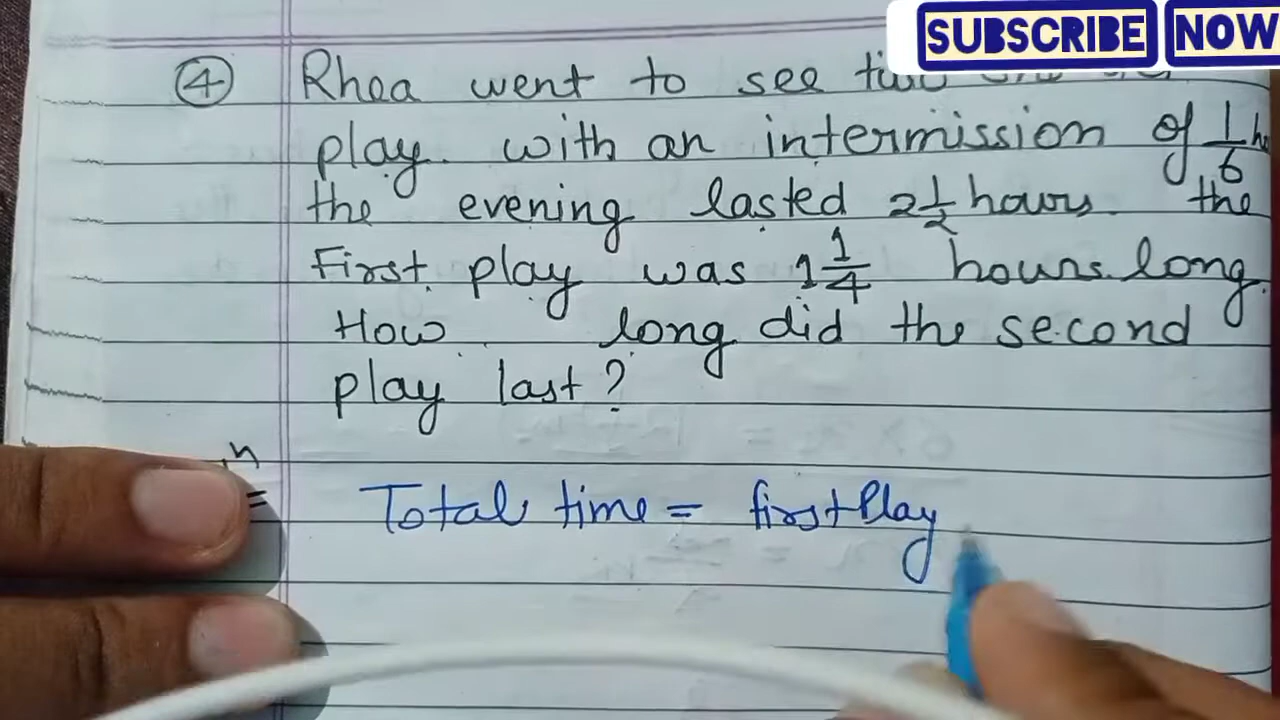 SUBSCRIBE NOW
④ Rhea went to see
play. with an intermission of 1/6
the evening lasted 2 1/2 hours. the
First play was 1 1/4 hours long.
How long did the second
play last?
Total time = first Play